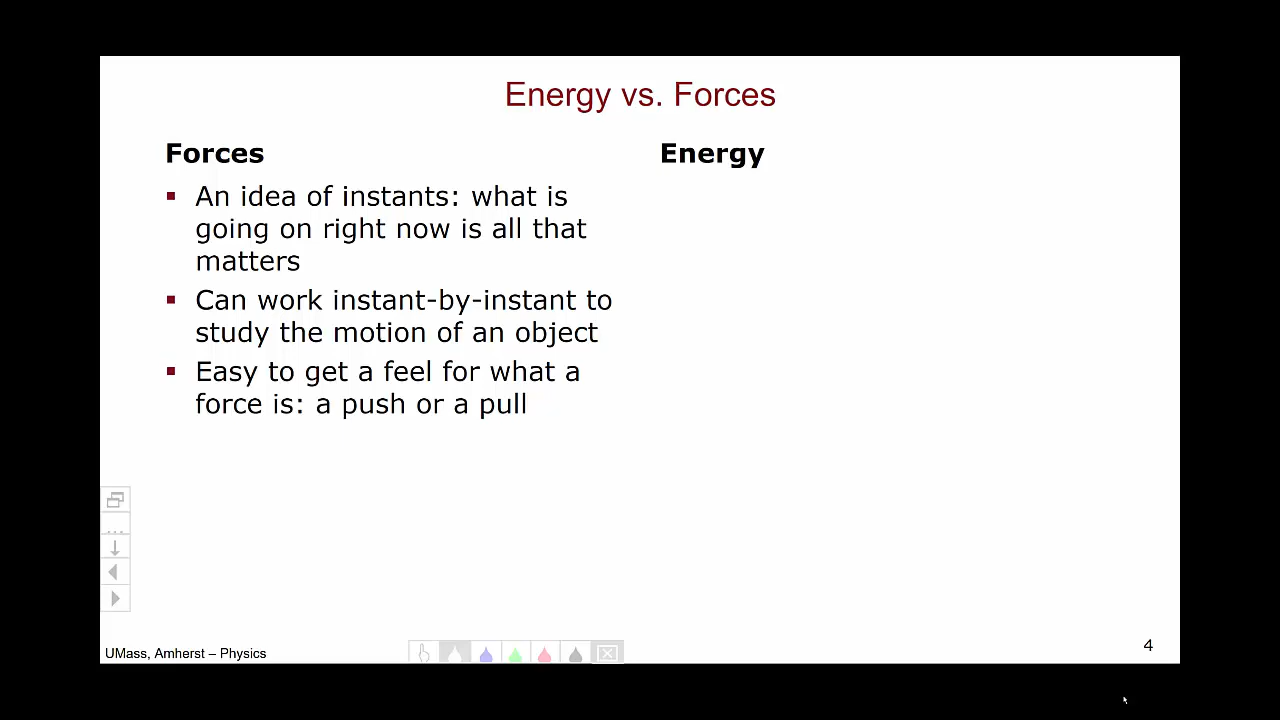 Energy vs. Forces
Forces
An idea of instants: what is
going on right now is all that
matters
Can work instant-by-instant to
study the motion of an object
Easy to get a feel for what a
force is: a push or a pull
Energy
UMass, Amherst – Physics
4